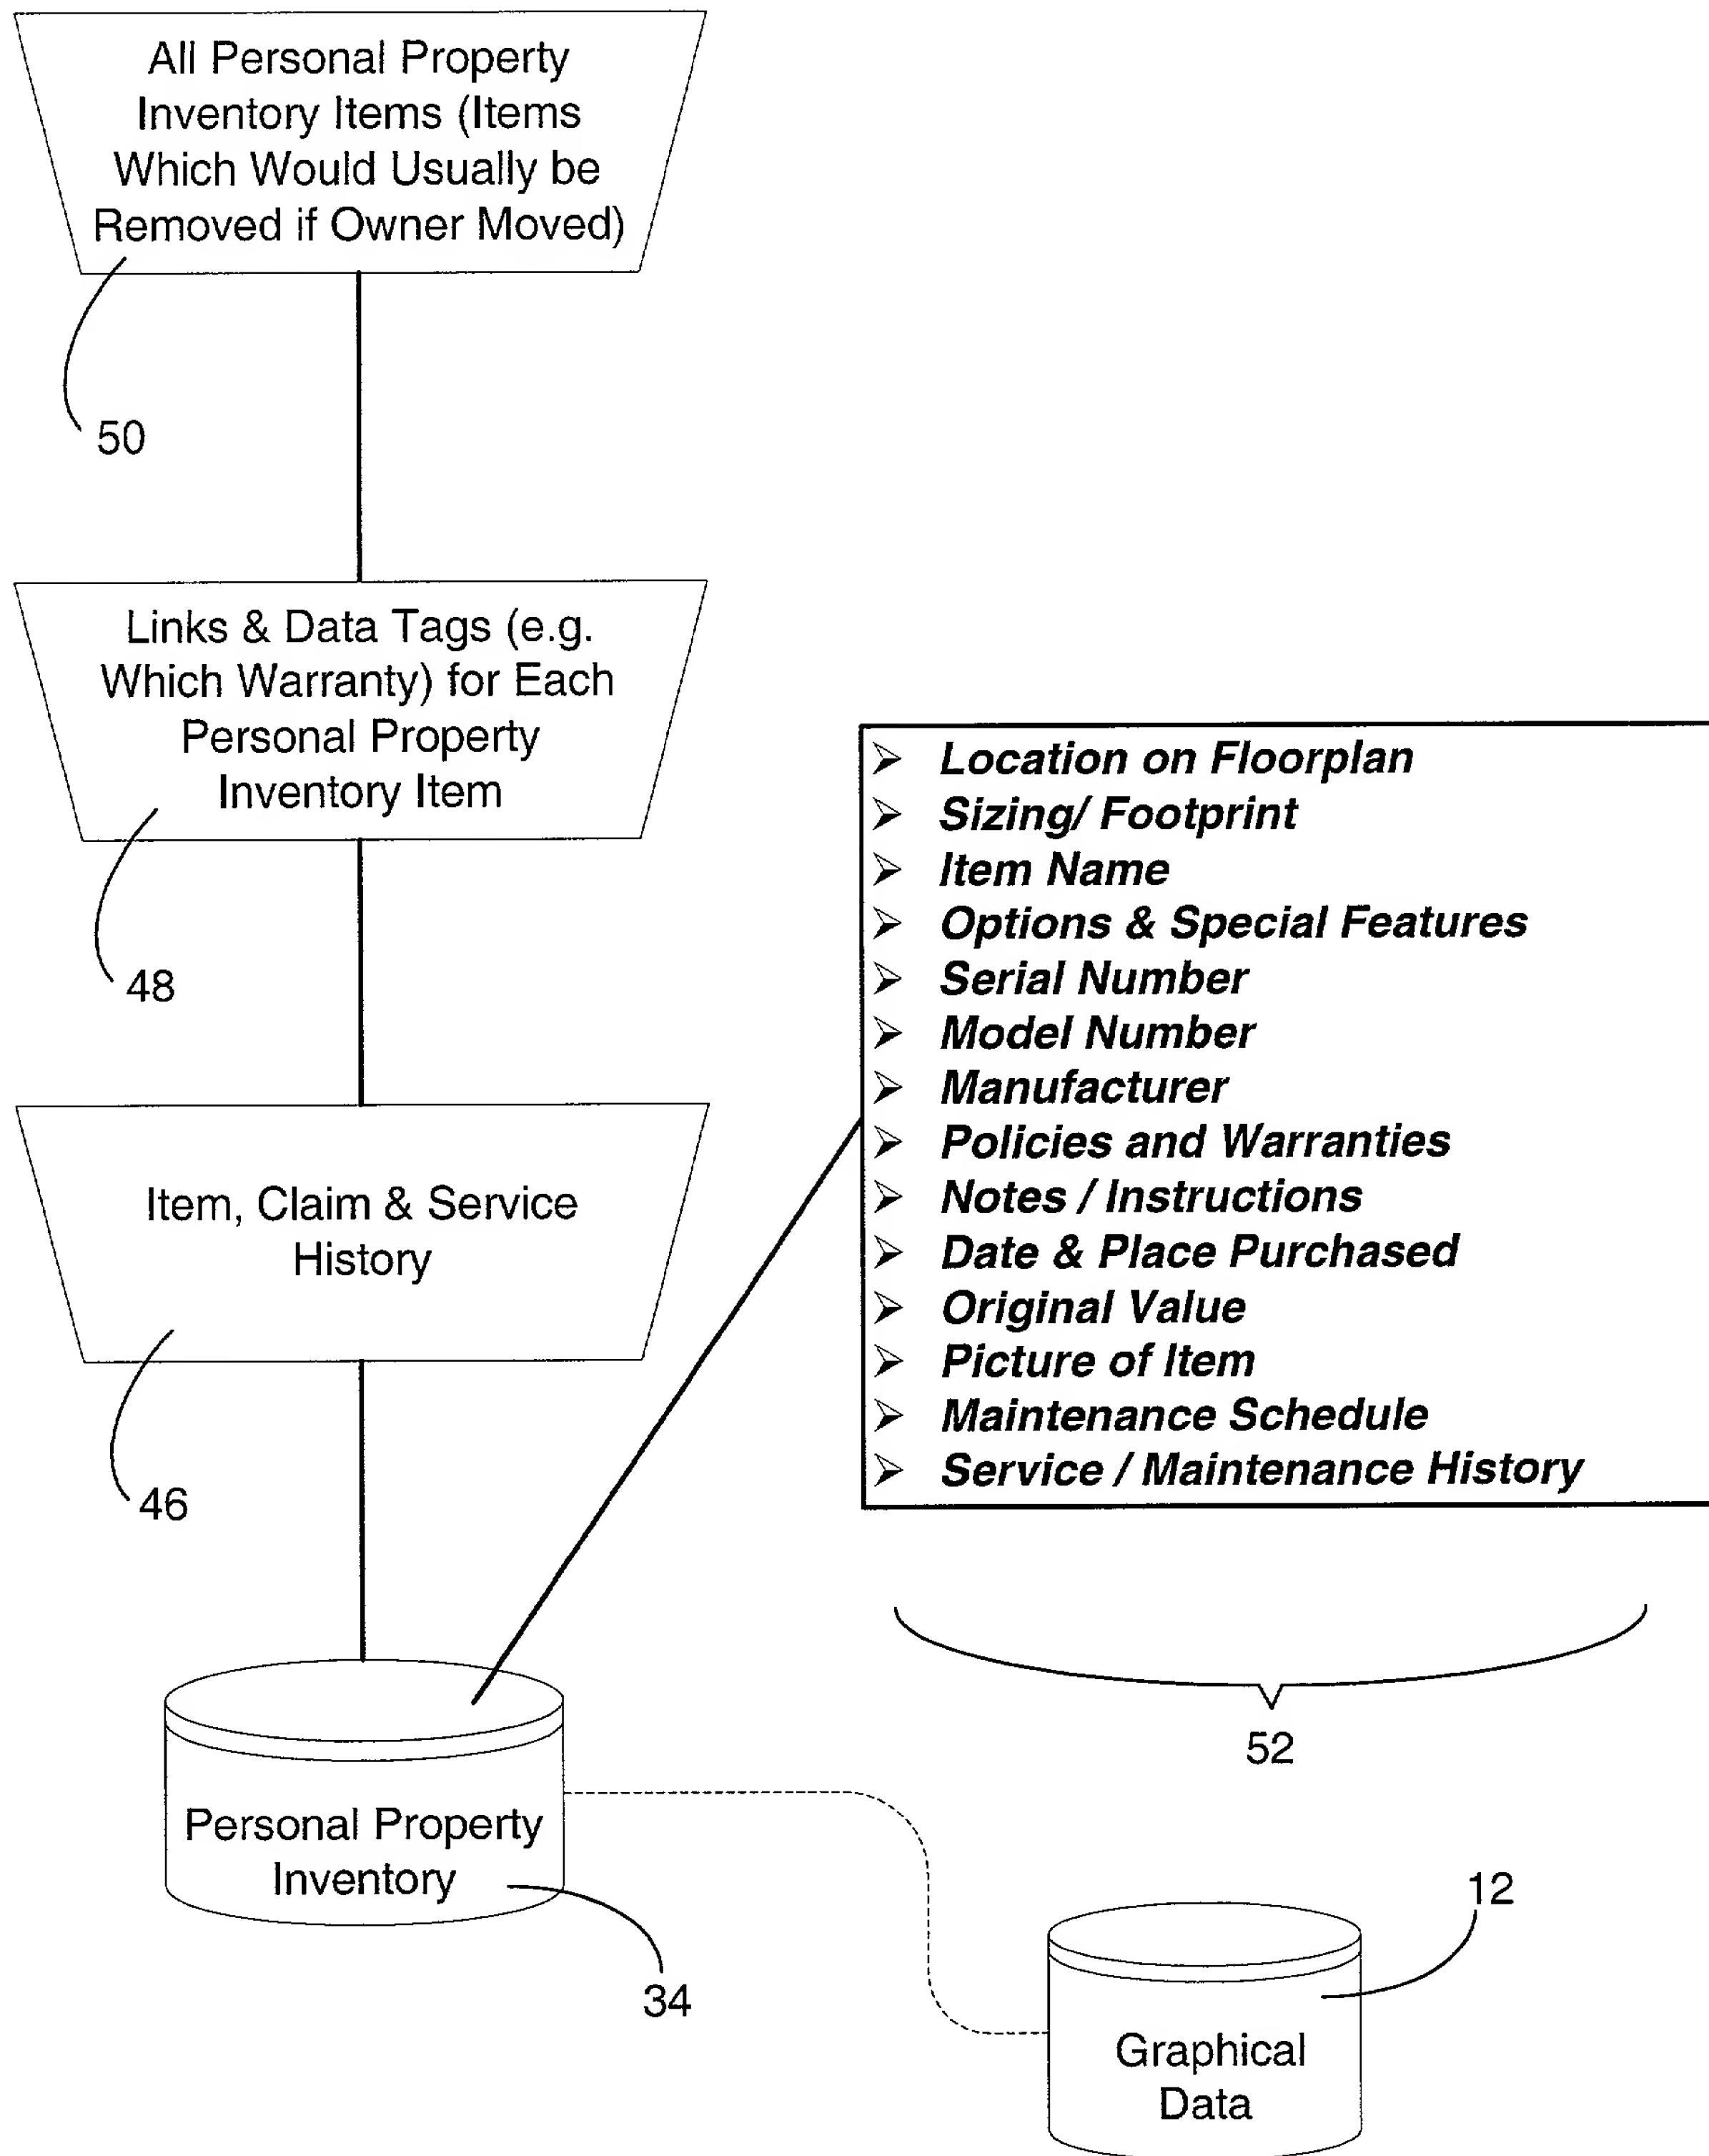 All Personal Property
Inventory Items (Items
Which Would Usually be
Removed if Owner Moved)
50
Links & Data Tags (e.g.
Which Warranty) for Each
Personal Property
Inventory Item
48
Item, Claim & Service
History
46
Location on Floorplan
Sizing/ Footprint
Item Name
Options & Special Features
Serial Number
Model Number
Manufacturer
Policies and Warranties
Notes / Instructions
Date & Place Purchased
Original Value
Picture of Item
Maintenance Schedule
Service / Maintenance History
52
Personal Property
Inventory
34
12
Graphical
Data